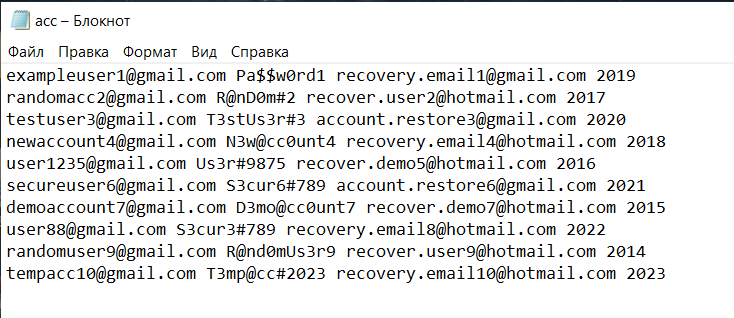 acc – Блокнот
Файл Правка Формат Вид Справка
exampleuser1@gmail.com Pa$$w0rd1 recovery.email1@gmail.com 2019
randomacc2@gmail.com R@nD0m#2 recover.user2@hotmail.com 2017
testuser3@gmail.com T3stUs3r#3 account.restore3@gmail.com 2020
newaccount4@gmail.com N3w@cc0unt4 recovery.email4@hotmail.com 2018
user1235@gmail.com Us3r#9875 recover.demo5@hotmail.com 2016
secureuser6@gmail.com S3cur6#789 account.restore6@gmail.com 2021
demoaccount7@gmail.com D3mo@cc0unt7 recover.demo7@hotmail.com 2015
user88@gmail.com S3cur3#789 recovery.email8@hotmail.com 2022
randomuser9@gmail.com R@nd0mUs3r9 recover.user9@hotmail.com 2014
tempacc10@gmail.com T3mp@cc#2023 recovery.email10@hotmail.com 2023